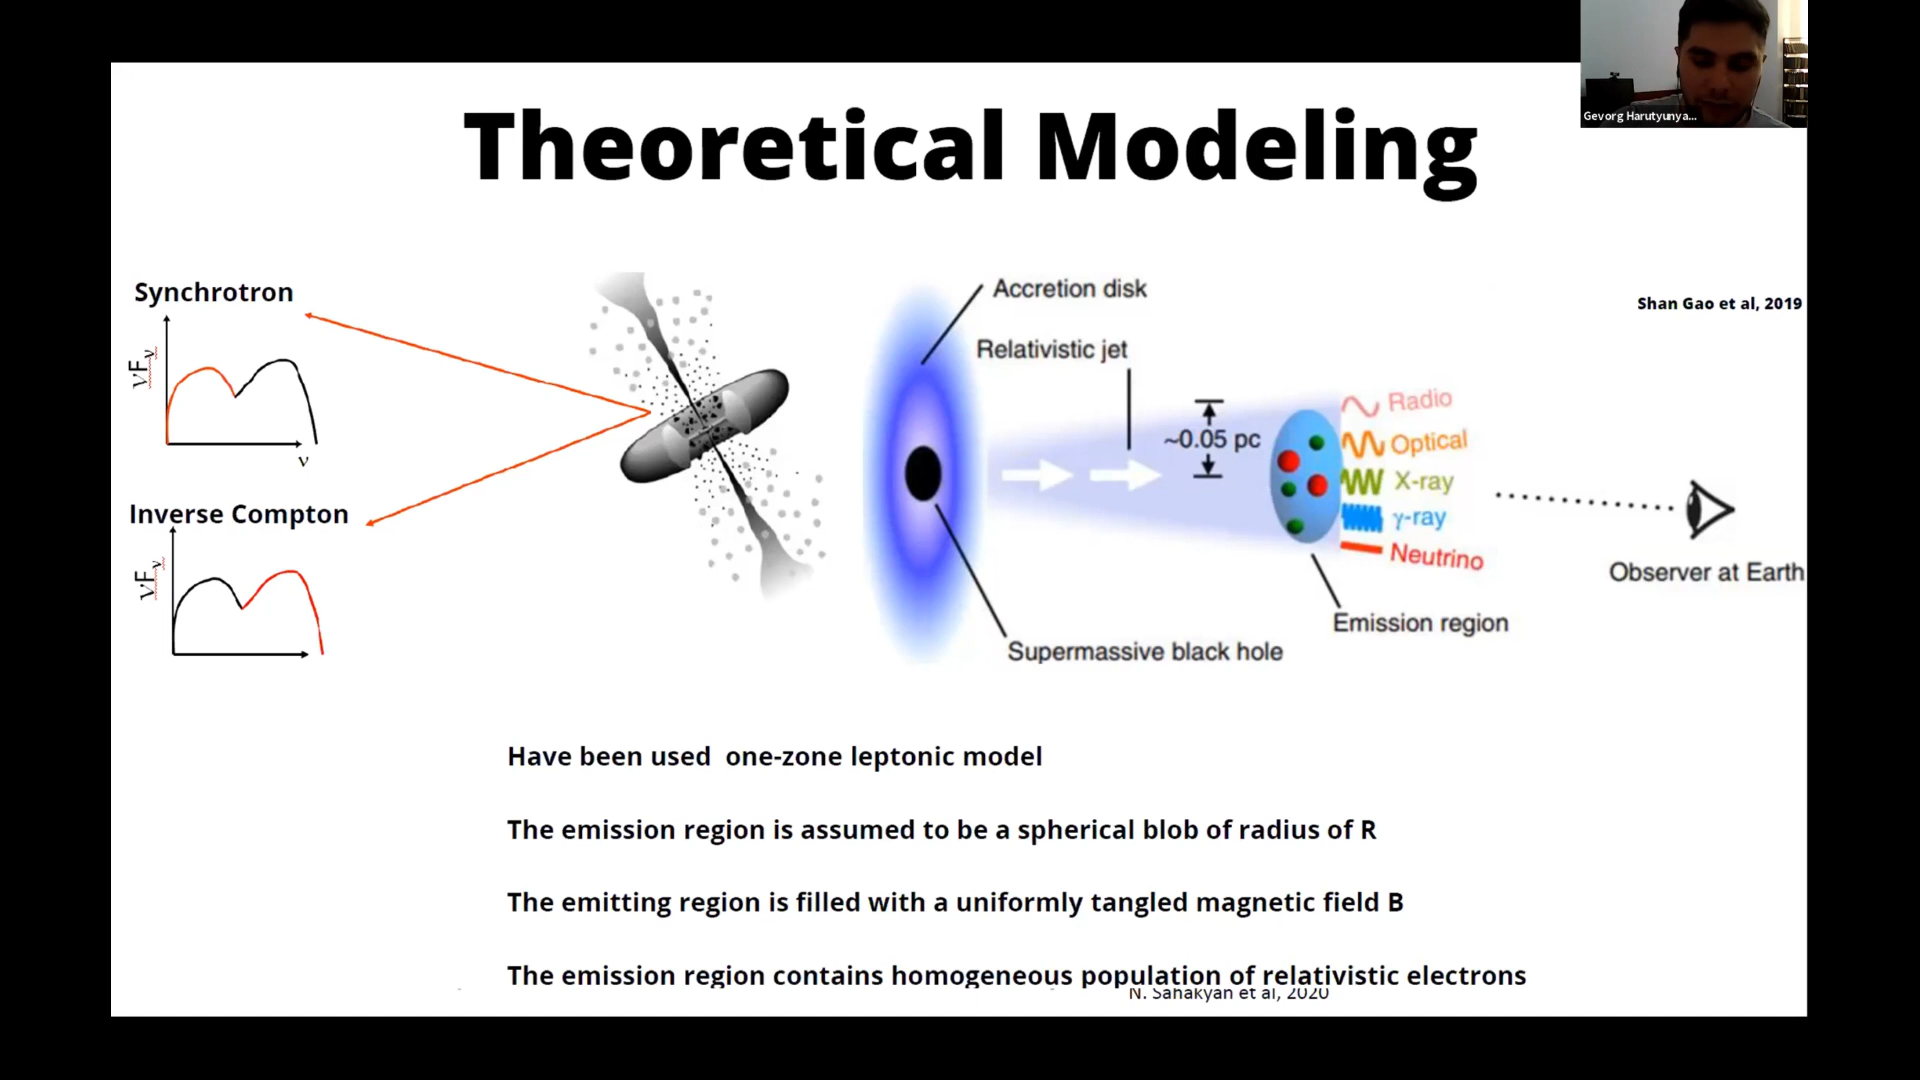 Gevorg Harutyunya...
Theoretical Modeling
Synchrotron
νFν
ν
Inverse Compton
νFν
Accretion disk
Relativistic jet
~0.05 pc
Radio
Optical
X-ray
γ-ray
Neutrino
Emission region
Supermassive black hole
Shan Gao et al, 2019
Observer at Earth
Have been used one-zone leptonic model
The emission region is assumed to be a spherical blob of radius of R
The emitting region is filled with a uniformly tangled magnetic field B
The emission region contains homogeneous population of relativistic electrons
N. Sahakyan et al, 2020